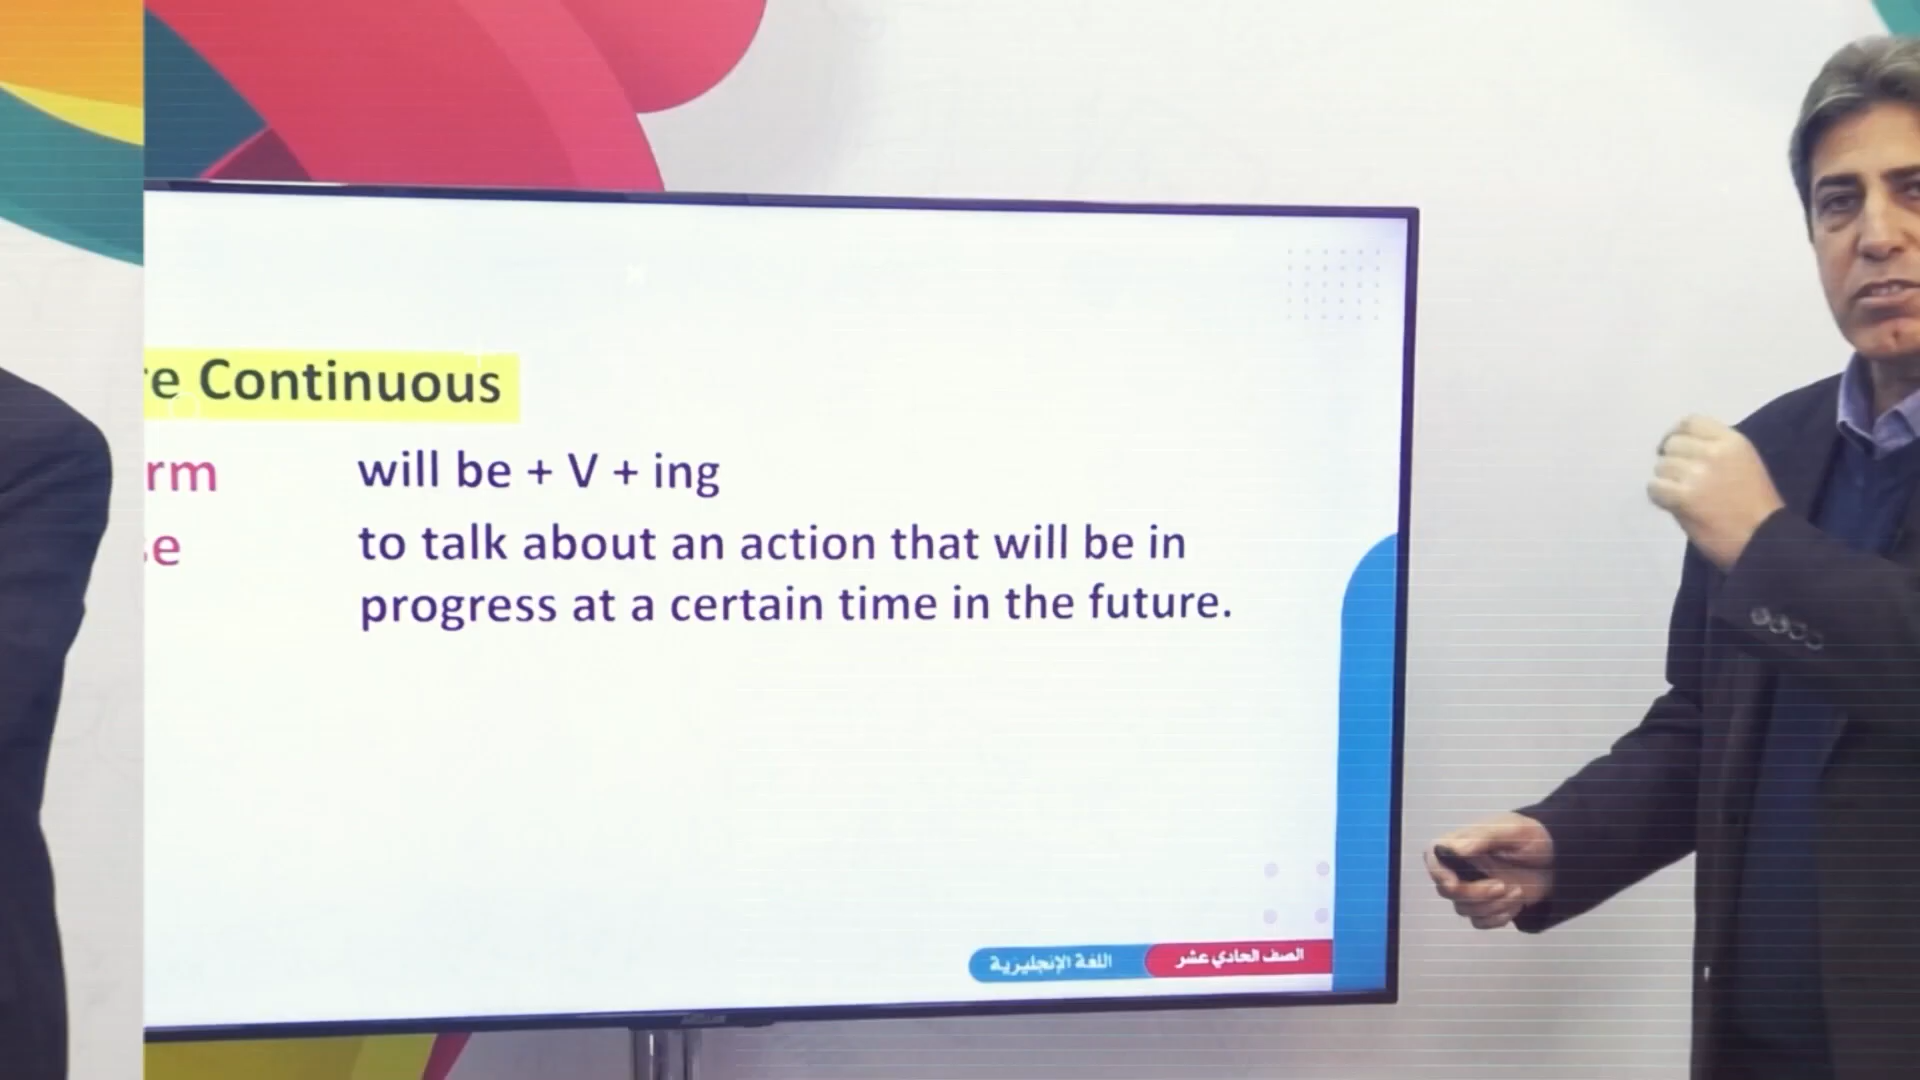 re Continuous
rm will be + V + ing
se to talk about an action that will be in
progress at a certain time in the future.
اللغة الإنجليزية الصف الحادي عشر